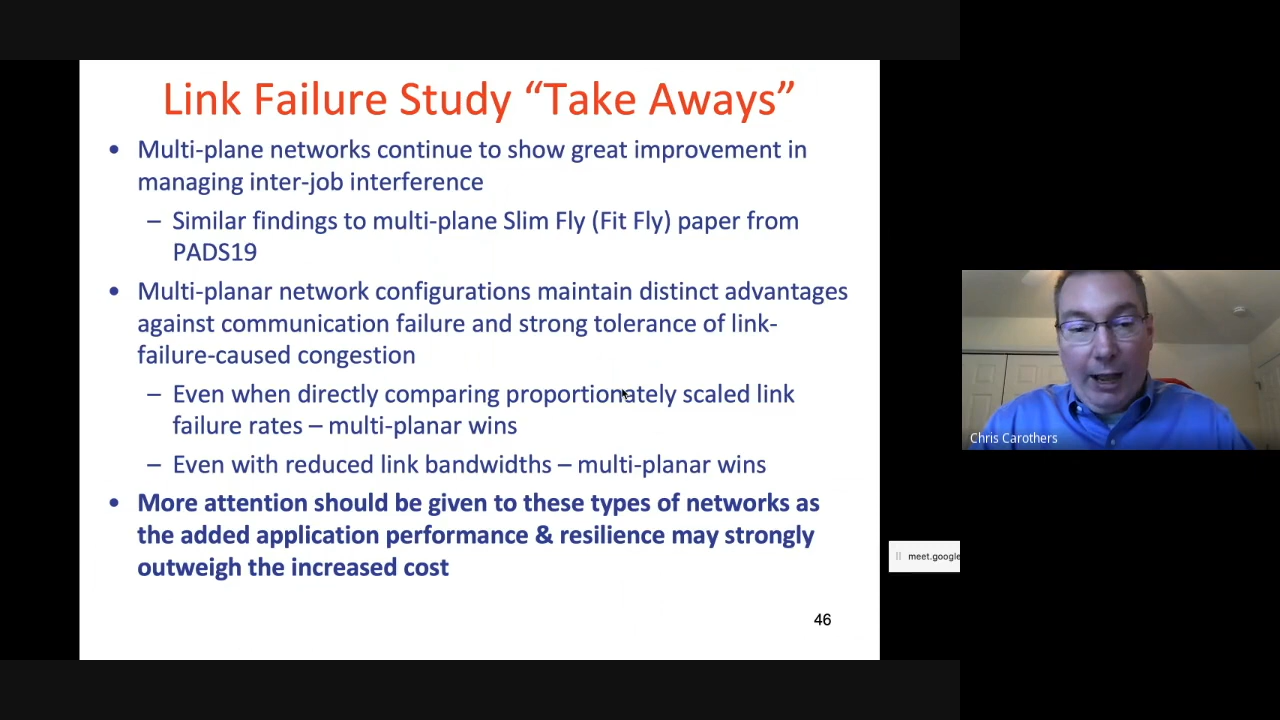 Link Failure Study “Take Aways”
• Multi-plane networks continue to show great improvement in
managing inter-job interference
– Similar findings to multi-plane Slim Fly (Fit Fly) paper from
PADS19
• Multi-planar network configurations maintain distinct advantages
against communication failure and strong tolerance of link-
failure-caused congestion
– Even when directly comparing proportionately scaled link
failure rates – multi-planar wins
– Even with reduced link bandwidths – multi-planar wins
• More attention should be given to these types of networks as
the added application performance & resilience may strongly
outweigh the increased cost
46
Chris Carothers
meet.google